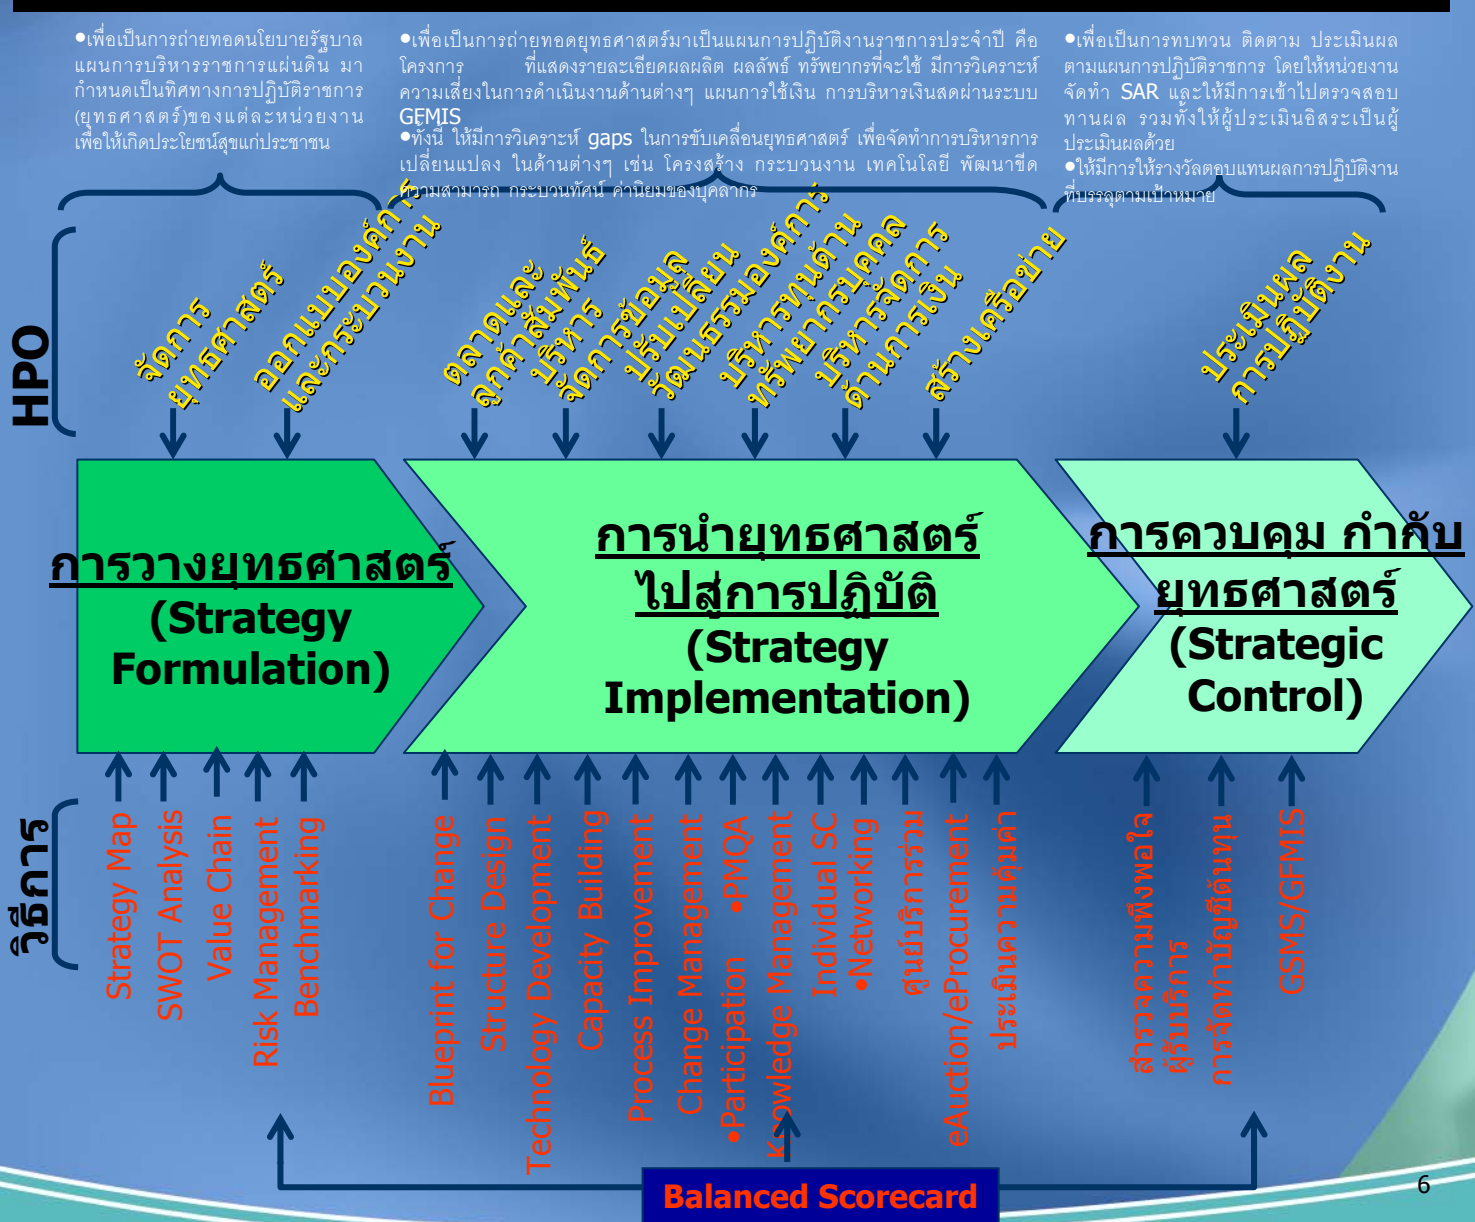 ●เพื่อเป็นการถ่ายทอดนโยบายรัฐบาล
แผนการบริหารราชการแผ่นดิน มา
กำหนดเป็นทิศทางการปฏิบัติราชการ
(ยุทธศาสตร์)ของแต่ละหน่วยงาน
เพื่อให้เกิดประโยชน์สุขแก่ประชาชน
●เพื่อเป็นการถ่ายทอดยุทธศาสตร์มาเป็นแผนการปฏิบัติงานราชการประจำปี คือ
โครงการ ที่แสดงรายละเอียดผลผลิต ผลลัพธ์ ทรัพยากรที่จะใช้ มีการวิเคราะห์
ความเสี่ยงในการดำเนินงานด้านต่างๆ แผนการใช้เงิน การบริหารเงินสดผ่านระบบ
GFMIS
●ทั้งนี้ ให้มีการวิเคราะห์ gaps ในการขับเคลื่อนยุทธศาสตร์ เพื่อจัดทำการบริหารการ
เปลี่ยนแปลง ในด้านต่างๆ เช่น โครงสร้าง กระบวนงาน เทคโนโลยี พัฒนาขีด
ความสามารถ กระบวนทัศน์ ค่านิยมของบุคลากร
●เพื่อเป็นการทบทวน ติดตาม ประเมินผล
ตามแผนการปฏิบัติราชการ โดยให้หน่วยงาน
จัดทำ SAR และให้มีการเข้าไปตรวจสอบ
ทานผล รวมทั้งให้ผู้ประเมินอิสระเป็นผู้
ประเมินผลด้วย
●ให้มีการให้รางวัลตอบแทนผลการปฏิบัติงาน
ที่บรรลุตามเป้าหมาย
HPO
จัดการ
ยุทธศาสตร์
ออกแบบองค์การ
และกระบวนงาน
ตลาดและ
ลูกค้าสัมพันธ์
บริหาร
จัดการข้อมูล
ปรับเปลี่ยน
วัฒนธรรมองค์การ
บริหารทุนด้าน
ทรัพยากรบุคคล
บริหารจัดการ
ด้านการเงิน
สร้างเครือข่าย
ประเมินผล
การปฏิบัติงาน
การวางยุทธศาสตร์
(Strategy
Formulation)
การนำยุทธศาสตร์
ไปสู่การปฏิบัติ
(Strategy
Implementation)
การควบคุม กำกับ
ยุทธศาสตร์
(Strategic
Control)
วิธีการ
Strategy Map
SWOT Analysis
Value Chain
Risk Management
Benchmarking
Blueprint for Change
Structure Design
Technology Development
Capacity Building
Process Improvement
Change Management
●Participation ●PMQA
Knowledge Management
Individual SC
●Networking
ศูนย์บริการร่วม
eAuction/eProcurement
ประเมินความคุ้มค่า
สำรวจความพึงพอใจ
ผู้รับบริการ
การจัดทำบัญชีต้นทุน
GSMS/GFMIS
Balanced Scorecard
6